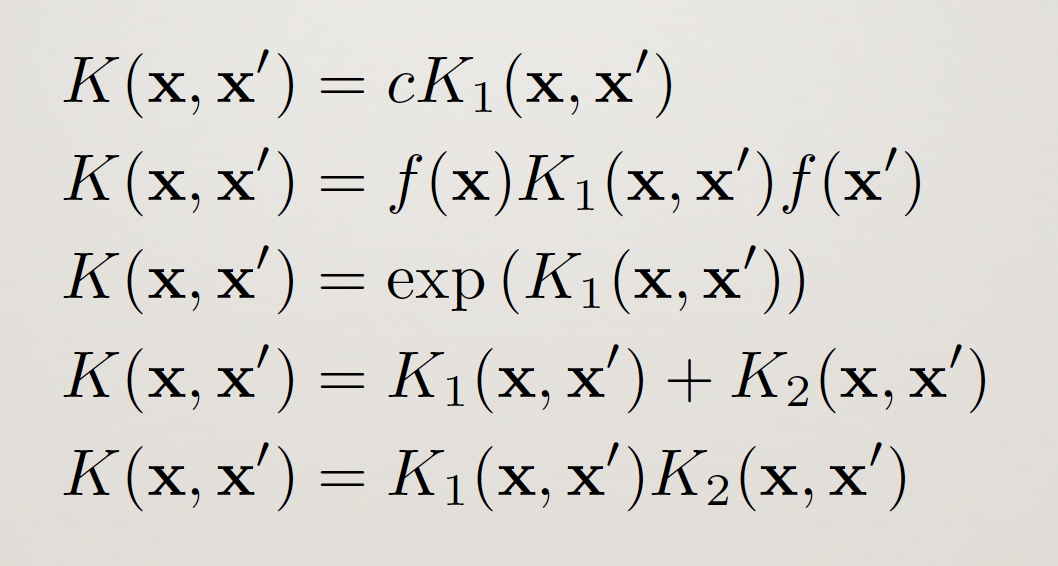 K(x, x′) = cK₁(x, x′)
K(x, x′) = f(x)K₁(x, x′)f(x′)
K(x, x′) = exp (K₁(x, x′))
K(x, x′) = K₁(x, x′) + K₂(x, x′)
K(x, x′) = K₁(x, x′)K₂(x, x′)